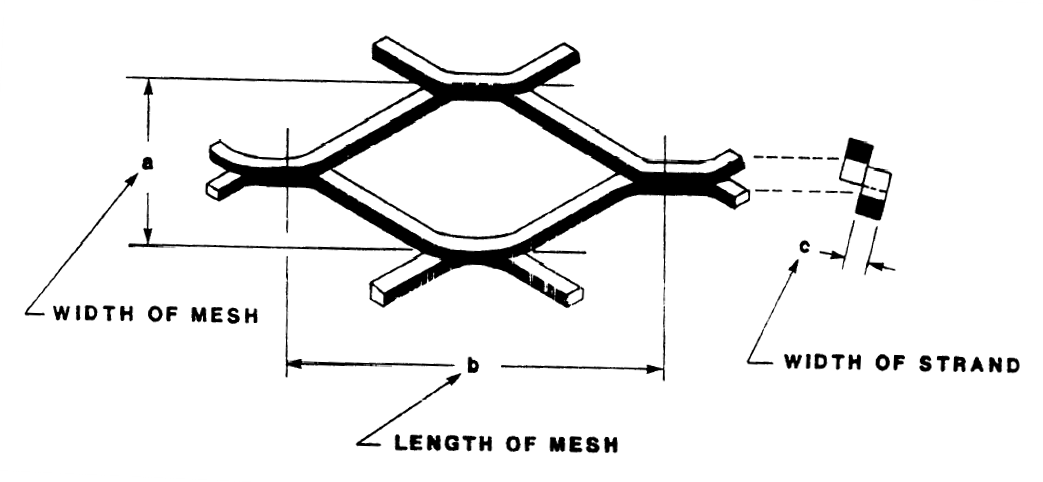 a
c
WIDTH OF MESH
b
WIDTH OF STRAND
LENGTH OF MESH